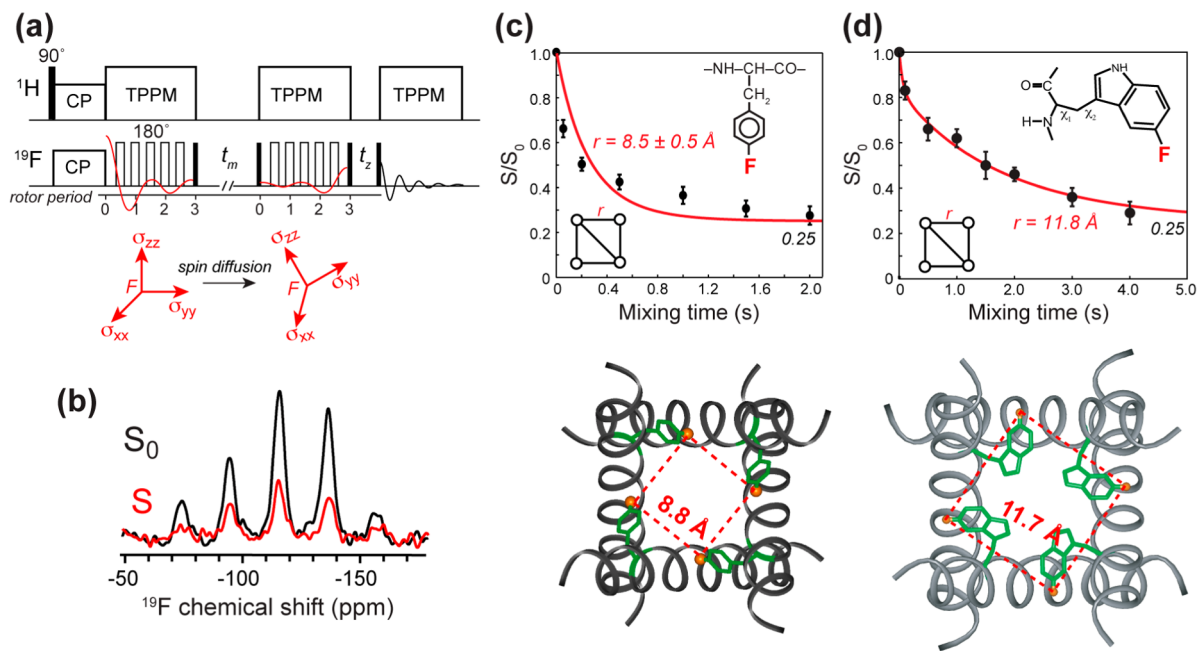 (a)
90°
¹H
CP
TPPM
TPPM
TPPM
180°
¹⁹F
CP
tₘ
t_z
rotor period
0 1 2 3
0 1 2 3
σzz
F
σyy
σxx
spin diffusion
σzz
F
σyy
σxx
(b)
S₀
S
-50
-100
-150
¹⁹F chemical shift (ppm)
(c)
S/S₀
1.0
0.8
0.6
0.4
0.2
0
–NH–CH–CO–
CH₂
F
r = 8.5 ± 0.5 Å
r
0.25
0 0.4 0.8 1.2 1.6 2.0
Mixing time (s)
8.8 Å
(d)
S/S₀
1.0
0.8
0.6
0.4
0.2
0
NH
O
H
N
χ₁
χ₂
F
r
r = 11.8 Å
0.25
0 1.0 2.0 3.0 4.0 5.0
Mixing time (s)
11.7 Å